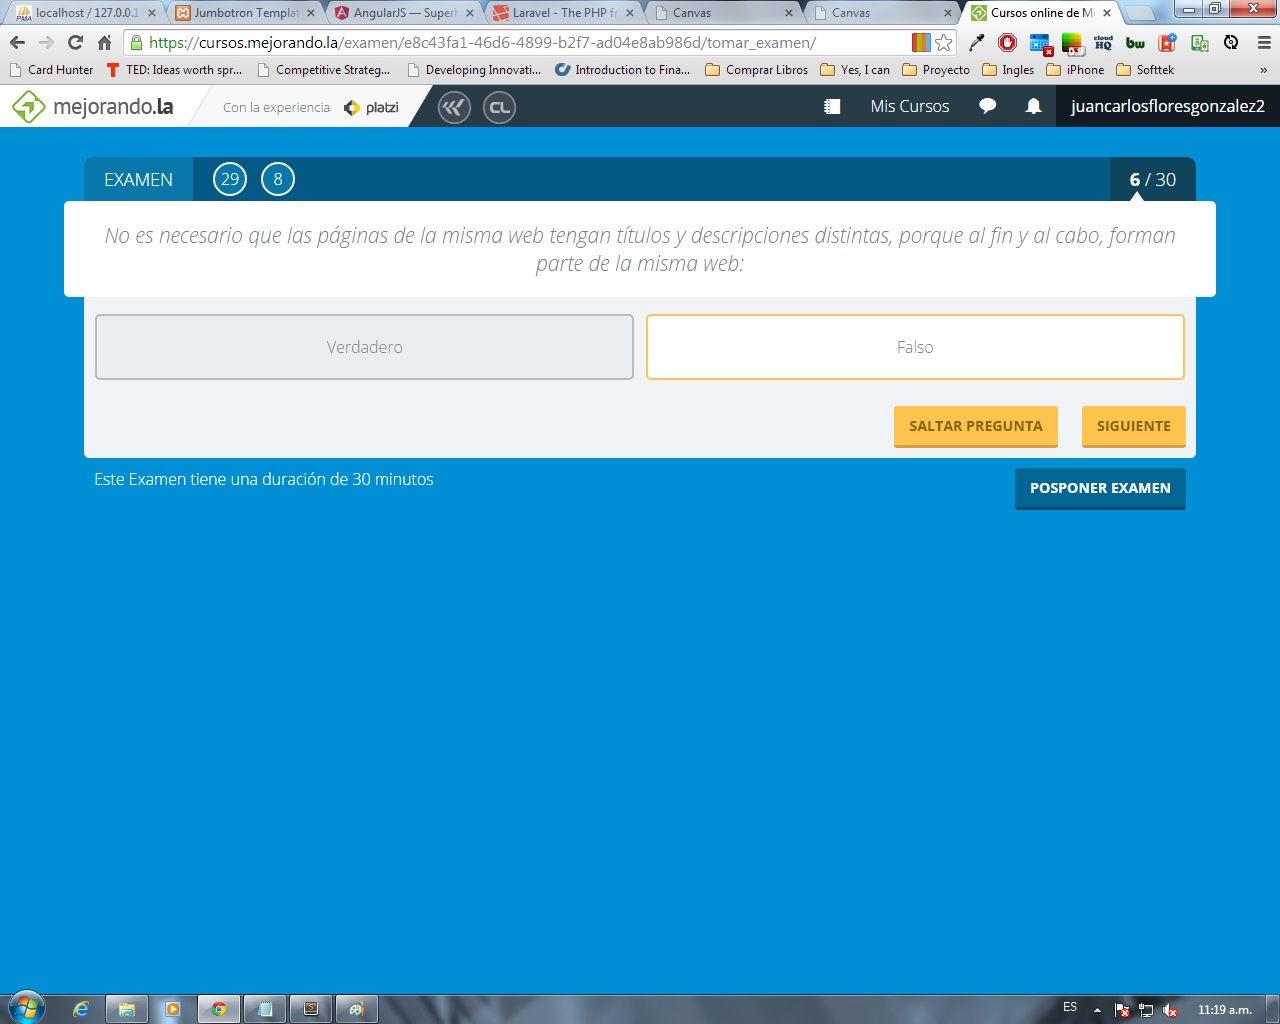 localhost / 127.0.0.1
Jumbotron Templat
AngularJS — Superh
Laravel - The PHP fr
Canvas
Canvas
Cursos online de M
https://cursos.mejorando.la/examen/e8c43fa1-46d6-4899-b2f7-ad04e8ab986d/tomar_examen/
Card Hunter
TED: Ideas worth spr...
Competitive Strateg...
Developing Innovati...
Introduction to Fina...
Comprar Libros
Yes, I can
Proyecto
Ingles
iPhone
Softtek
»
mejorando.la
Con la experiencia
platzi
CL
Mis Cursos
juancarlosfloresgonzalez2
EXAMEN
29
8
6 / 30
No es necesario que las páginas de la misma web tengan títulos y descripciones distintas, porque al fin y al cabo, forman
parte de la misma web:
Verdadero
Falso
SALTAR PREGUNTA
SIGUIENTE
Este Examen tiene una duración de 30 minutos
POSPONER EXAMEN
ES
11:19 a.m.